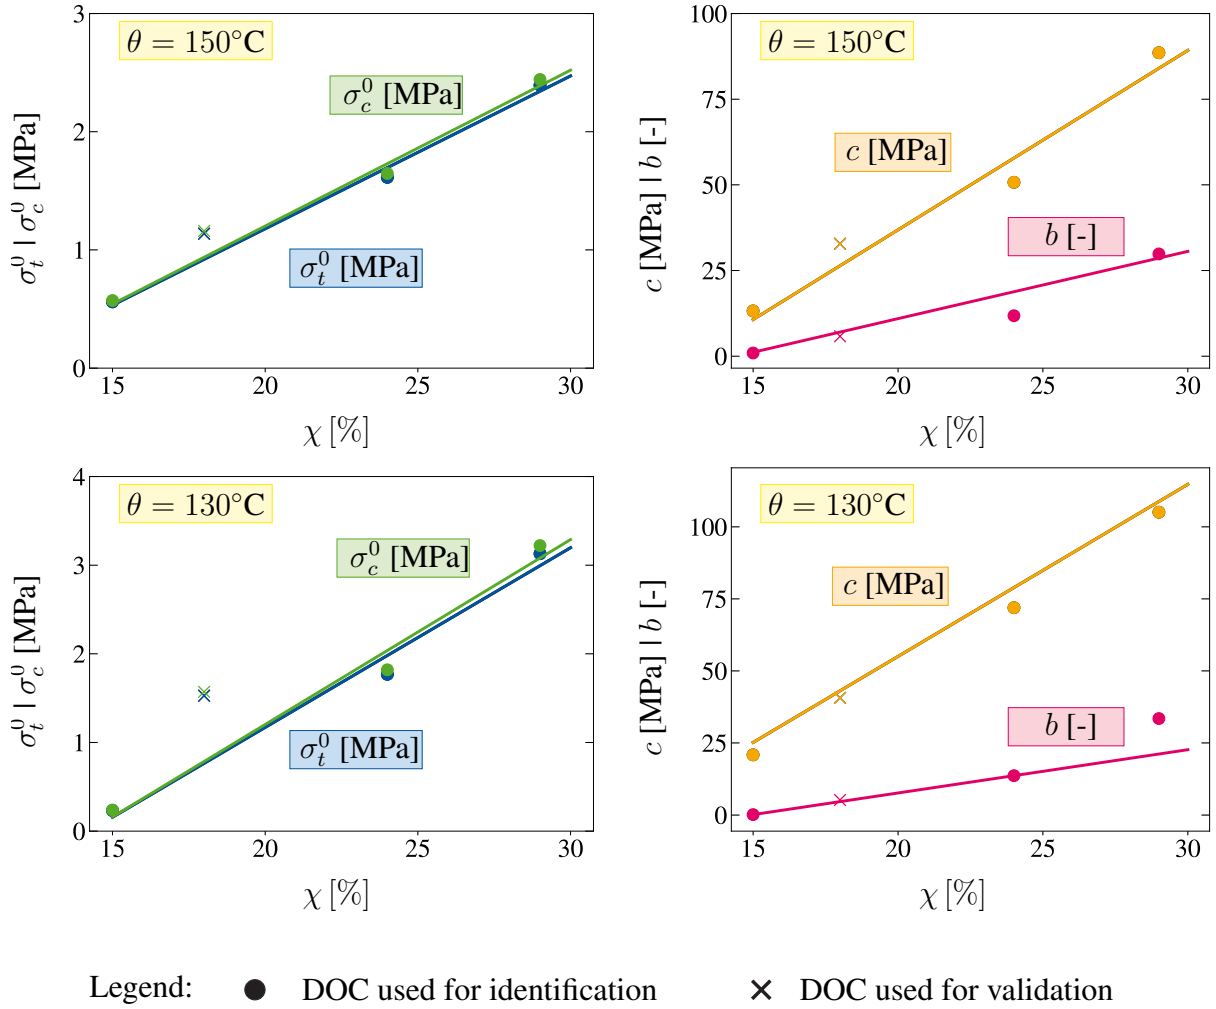 θ = 150°C
σ_c^0 [MPa]
σ_t^0 [MPa]
σ_t^0 | σ_c^0 [MPa]
3
2
1
0
15 20 25 30
χ [%]
θ = 150°C
c [MPa]
b [-]
c [MPa] | b [-]
100
75
50
25
0
15 20 25 30
χ [%]
θ = 130°C
σ_c^0 [MPa]
σ_t^0 [MPa]
σ_t^0 | σ_c^0 [MPa]
4
3
2
1
0
15 20 25 30
χ [%]
θ = 130°C
c [MPa]
b [-]
c [MPa] | b [-]
100
75
50
25
0
15 20 25 30
χ [%]
Legend: ● DOC used for identification × DOC used for validation